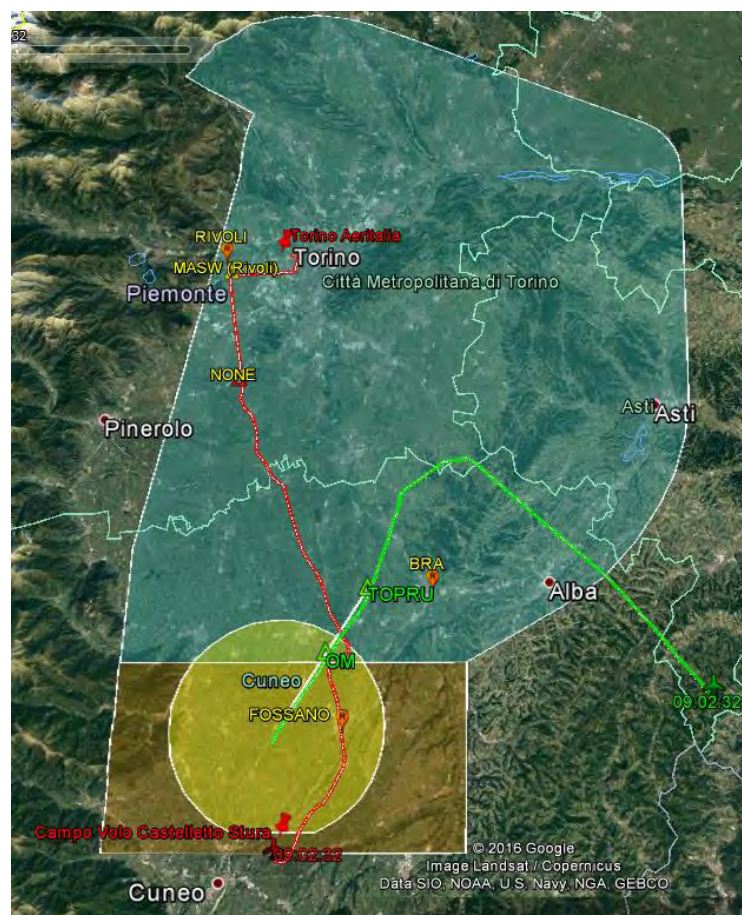 32
RIVOLI
Torino Aeritalia
Torino
MASW (Rivoli)
Città Metropolitana di Torino
Piemonte
NONE
Pinerolo
Asti
Asti
BRA
TOPRU
Alba
OM
Cuneo
09:02:32
FOSSANO
R
Campo Volo Castelletto Stura
09:02:32
© 2016 Google
Image Landsat / Copernicus
Data SIO, NOAA, U.S. Navy, NGA, GEBCO
Cuneo